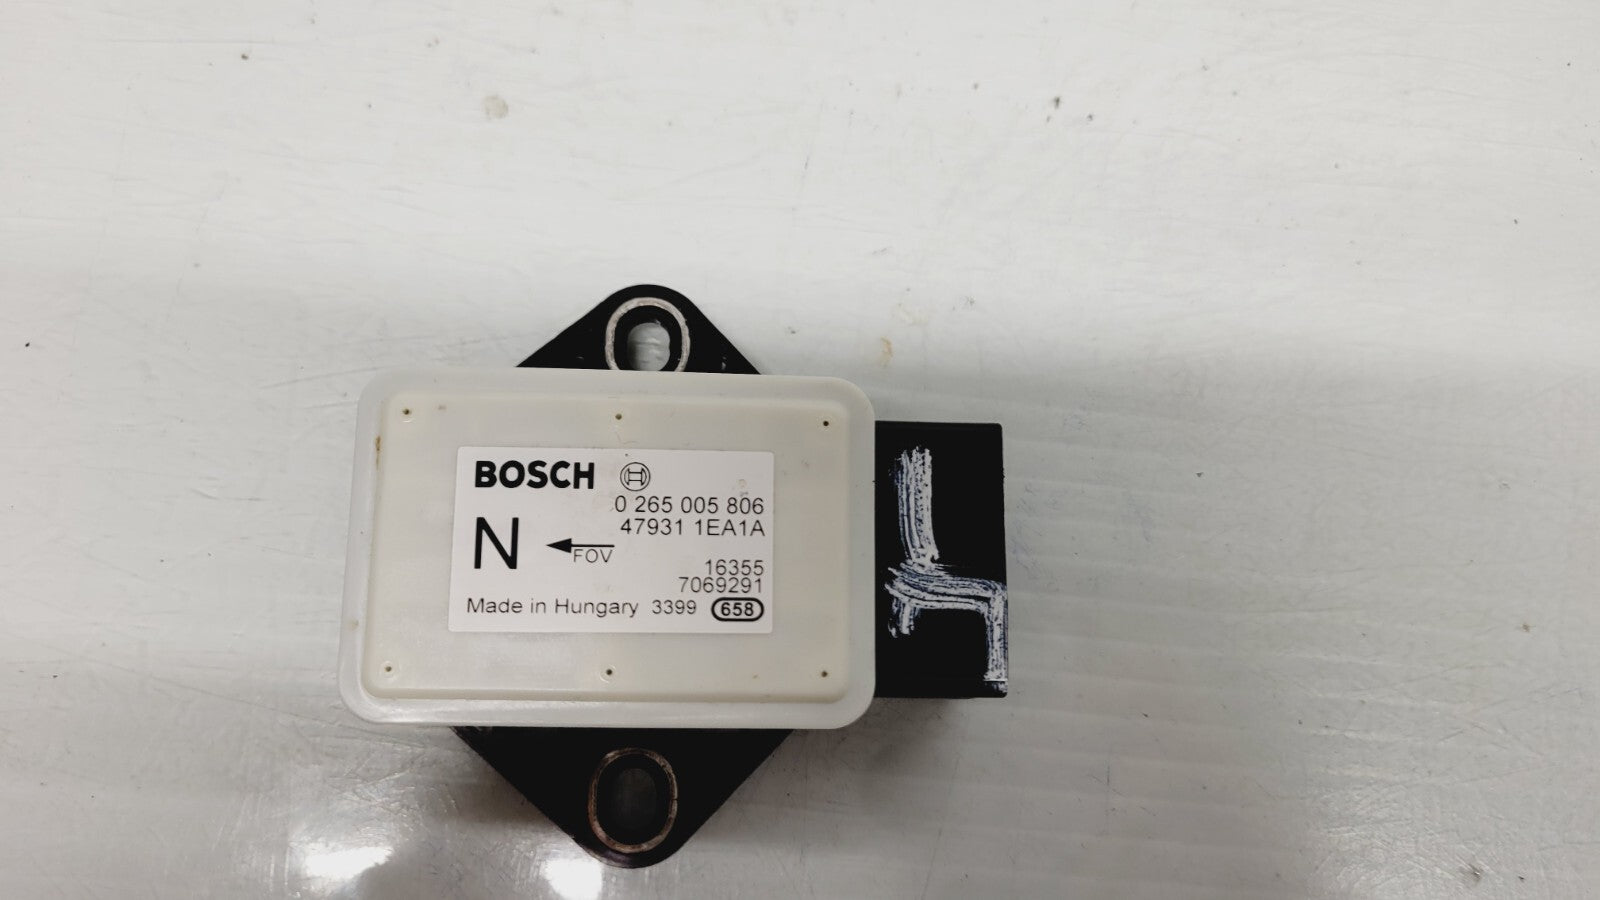 BOSCH
0 265 005 806
47931 1EA1A
N
FOV
16355
7069291
Made in Hungary 3399 658